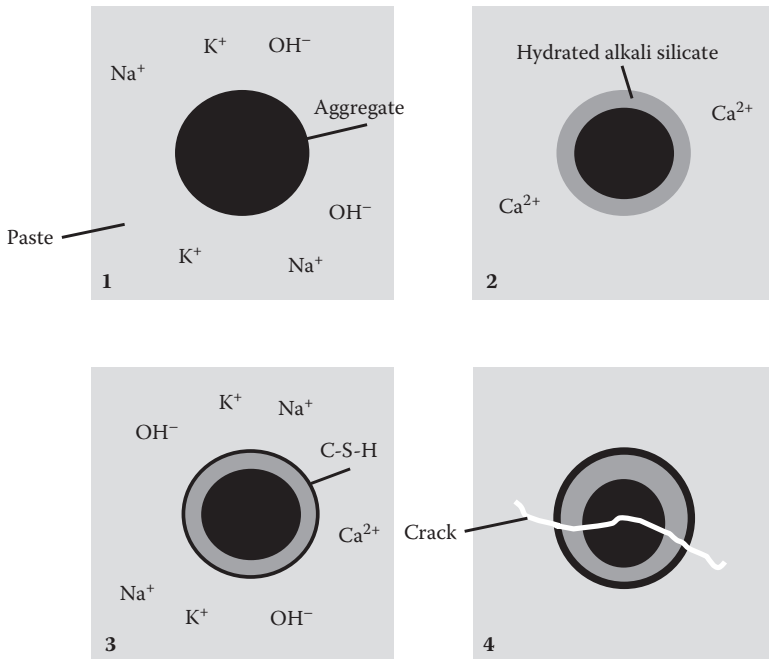 K⁺ OH⁻
Na⁺
Aggregate
OH⁻
Paste
K⁺
Na⁺
1
Hydrated alkali silicate
Ca²⁺
Ca²⁺
2
K⁺
Na⁺
OH⁻
C-S-H
Ca²⁺
Na⁺
K⁺ OH⁻
3
Crack
4